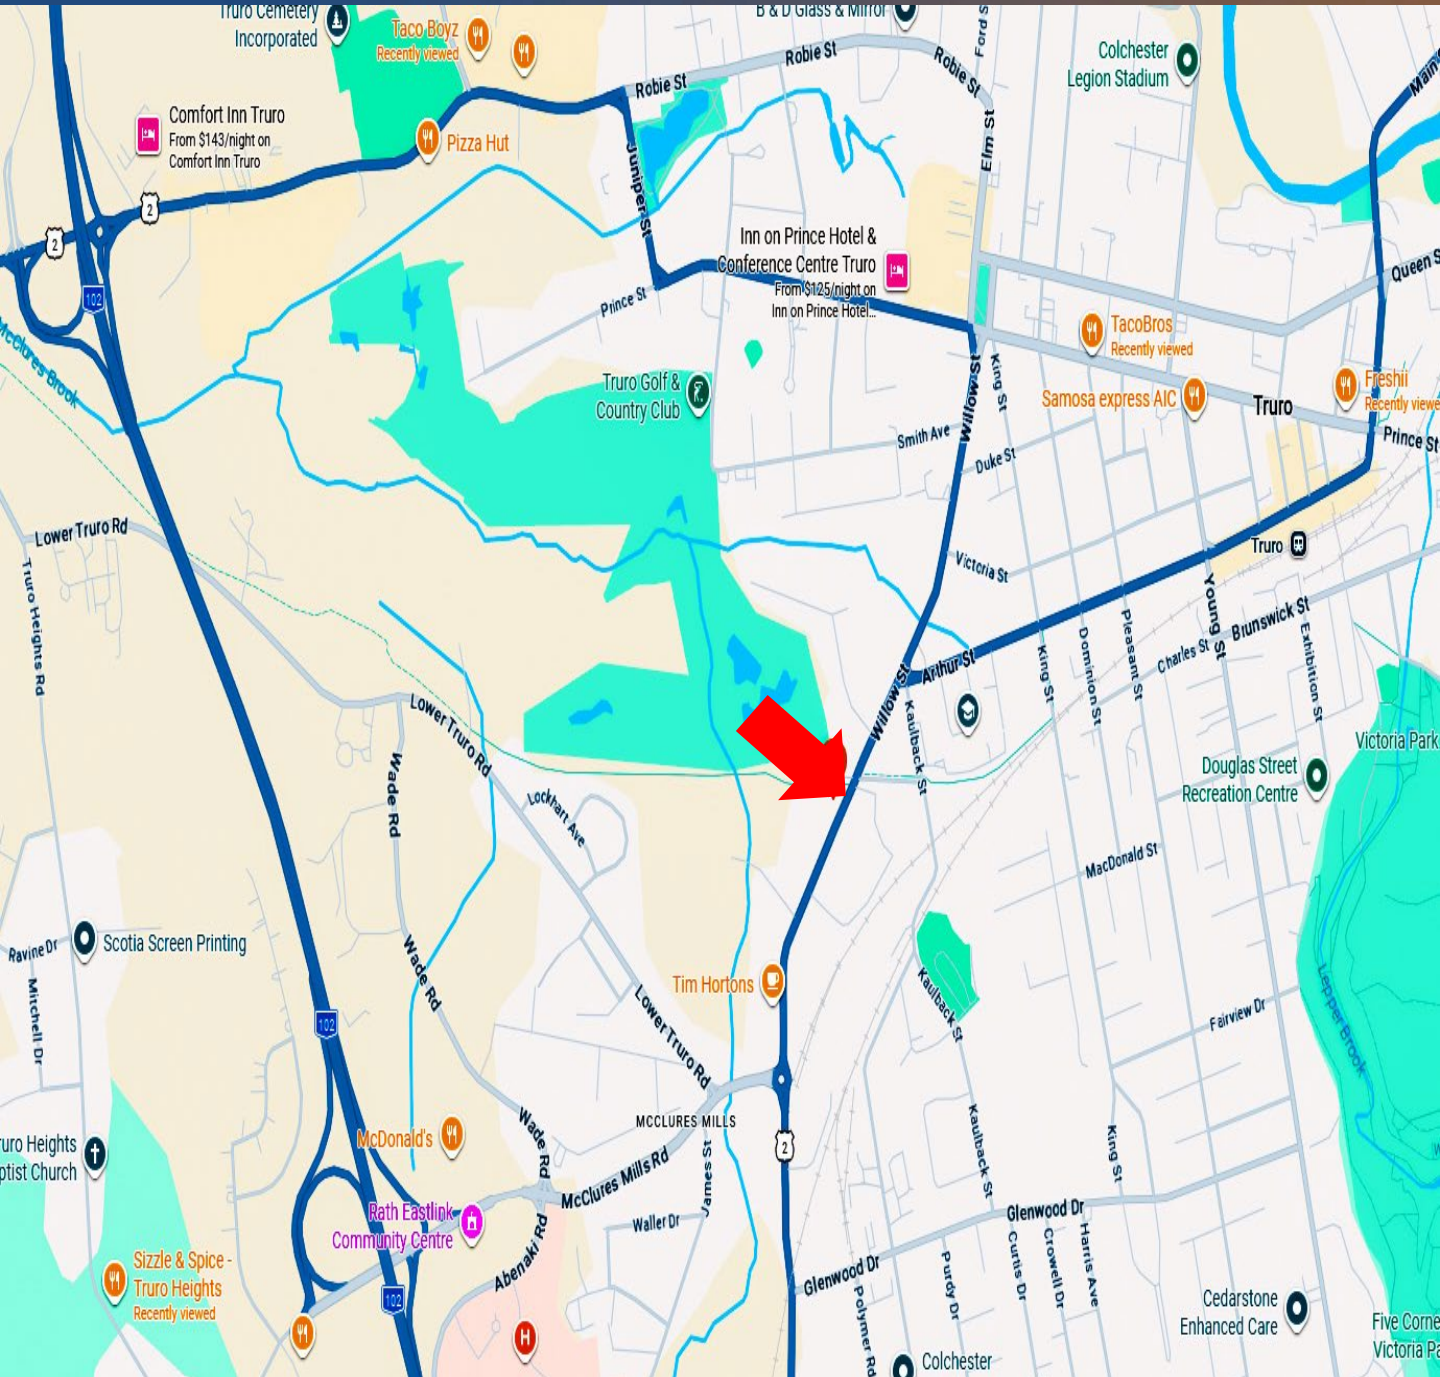 Truro Cemetery
Incorporated
Taco Boyz
Recently viewed
B & D Glass & Mirror
Ford S
Colchester
Legion Stadium
Main
Robie St
Robie St
Robie St
Comfort Inn Truro
From $143/night on
Comfort Inn Truro
Pizza Hut
Elm St
Juniper St
2
2
102
Inn on Prince Hotel &
Conference Centre Truro
From $125/night on
Inn on Prince Hotel...
Queen S
Prince St
McClures Brook
TacoBros
Recently viewed
Truro Golf &
Country Club
Willow St
King St
Samosa express AIC
Truro
Freshii
Recently viewe
Prince St
Smith Ave
Duke St
Lower Truro Rd
Truro
Victoria St
Truro Heights Rd
Young St
Brunswick St
Charles St
Exhibition St
Pleasant St
Dominion St
King St
Arthur St
Willow St
Kaulback St
Lower Truro Rd
Victoria Park
Douglas Street
Recreation Centre
Wade Rd
Lockhart Ave
MacDonald St
Ravine Dr
Scotia Screen Printing
Wade Rd
Mitchell Dr
Tim Hortons
Kaulback St
Lower Truro Rd
Fairview Dr
Lepper Brook
102
MCCLURES MILLS
2
McDonald's
Wade Rd
ruro Heights
ptist Church
McClures Mills Rd
James St
Kaulback St
King St
Rath Eastlink
Community Centre
Waller Dr
Glenwood Dr
Abenaki Rd
Sizzle & Spice -
Truro Heights
Recently viewed
Glenwood Dr
Purdy Dr
Curtis Dr
Crowell Dr
Harris Ave
102
H
Polymer Rd
Cedarstone
Enhanced Care
Five Corne
Victoria Pa
Colchester